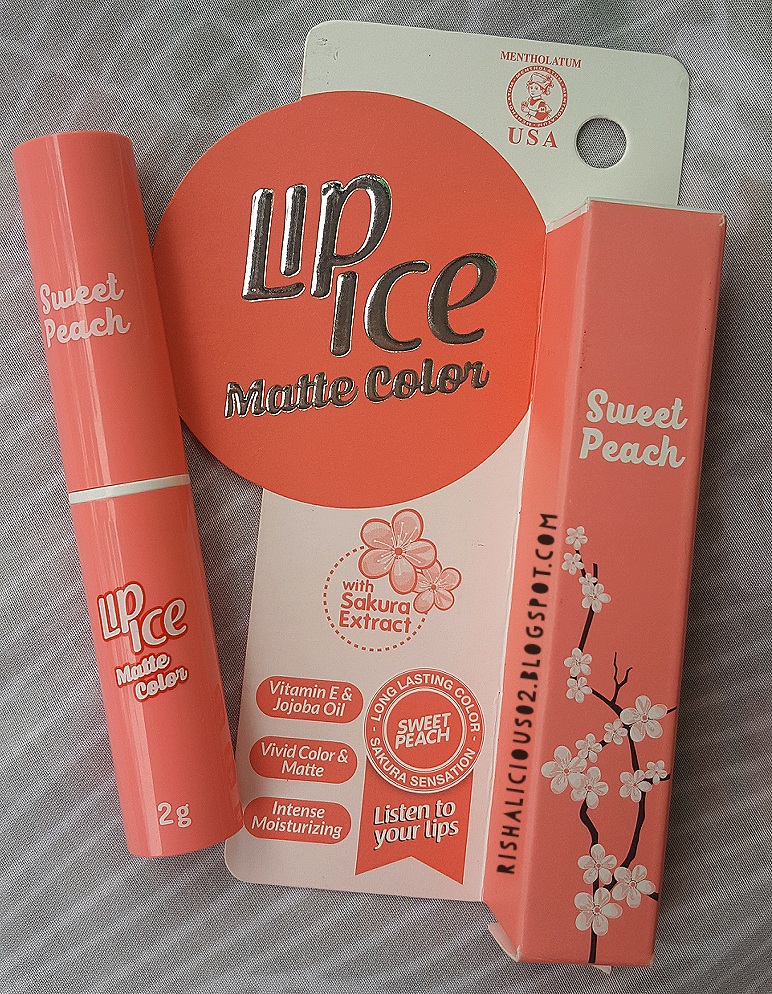 Sweet
Peach
LIP
ICE
Matte
Color
2g
MENTHOLATUM
USA
LIP
ICE
Matte Color
with
Sakura
Extract
Vitamin E &
Jojoba Oil
Vivid Color &
Matte
Intense
Moisturizing
LONG LASTING COLOR
SWEET
PEACH
SAKURA SENSATION
Listen to
your lips
Sweet
Peach
RISHALICIOUS02.BLOGSPOT.COM